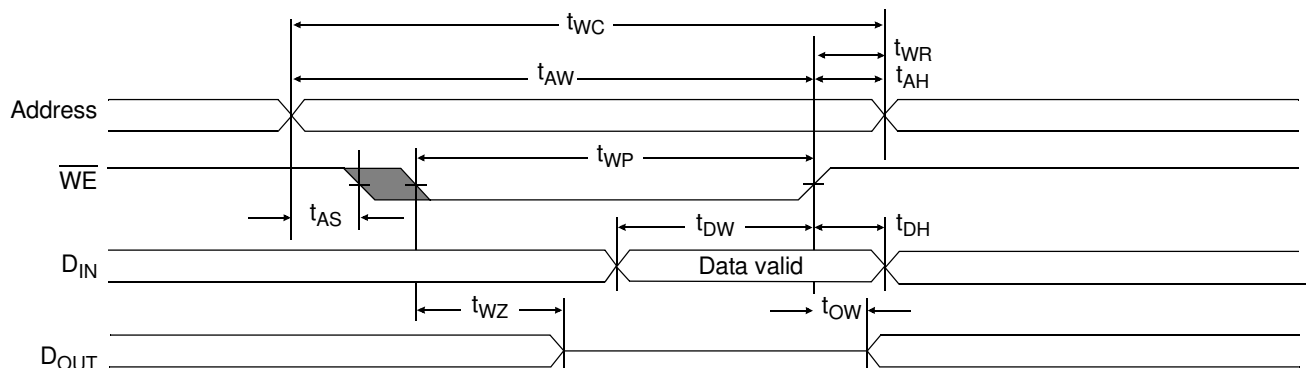 tWC
tWR
tAW
tAH
Address
WE
tWP
tAS
tDW
tDH
DIN
Data valid
tWZ
tOW
DOUT